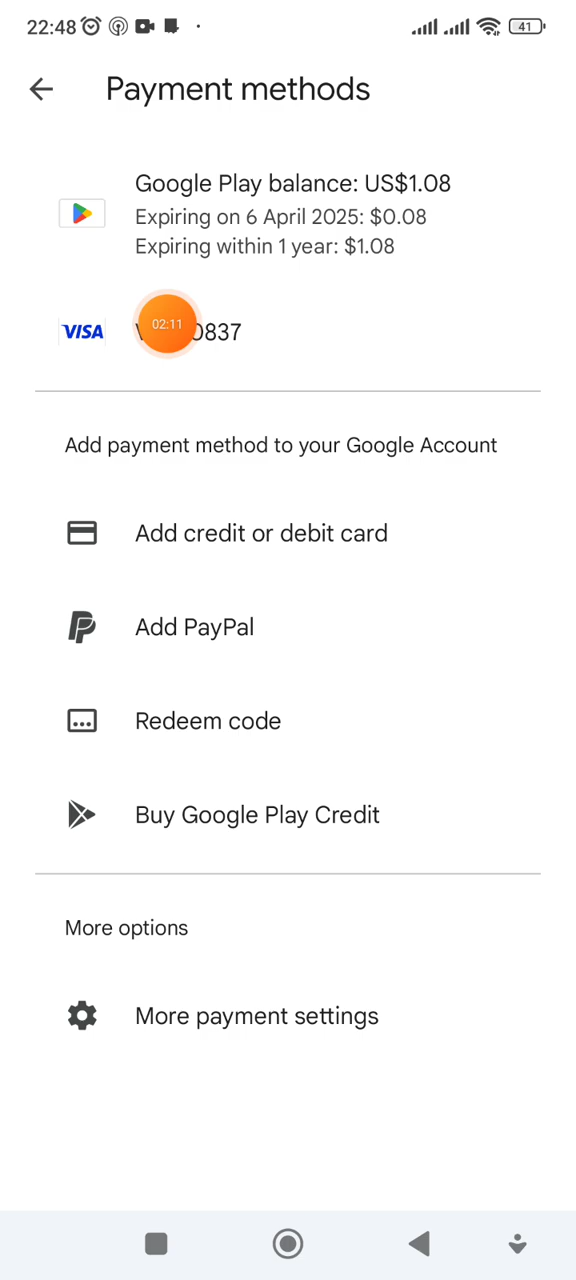 22:48
41
Payment methods
Google Play balance: US$1.08
Expiring on 6 April 2025: $0.08
Expiring within 1 year: $1.08
VISA
02:11
0837
Add payment method to your Google Account
Add credit or debit card
Add PayPal
Redeem code
Buy Google Play Credit
More options
More payment settings